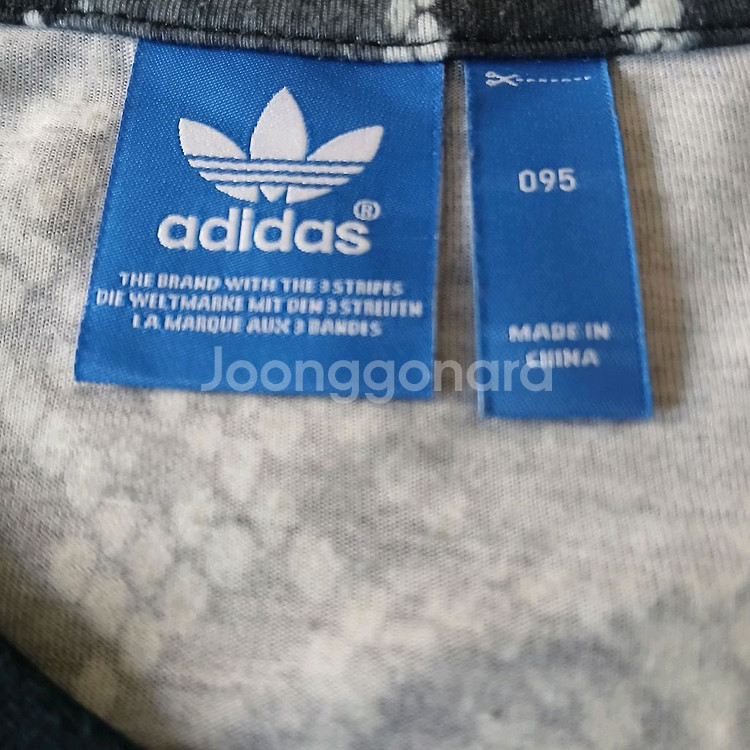 adidas®
THE BRAND WITH THE 3 STRIPES
DIE WELTMARKE MIT DEN 3 STREIFEN
LA MARQUE AUX 3 BANDES
095
MADE IN
CHINA
Joonggonara